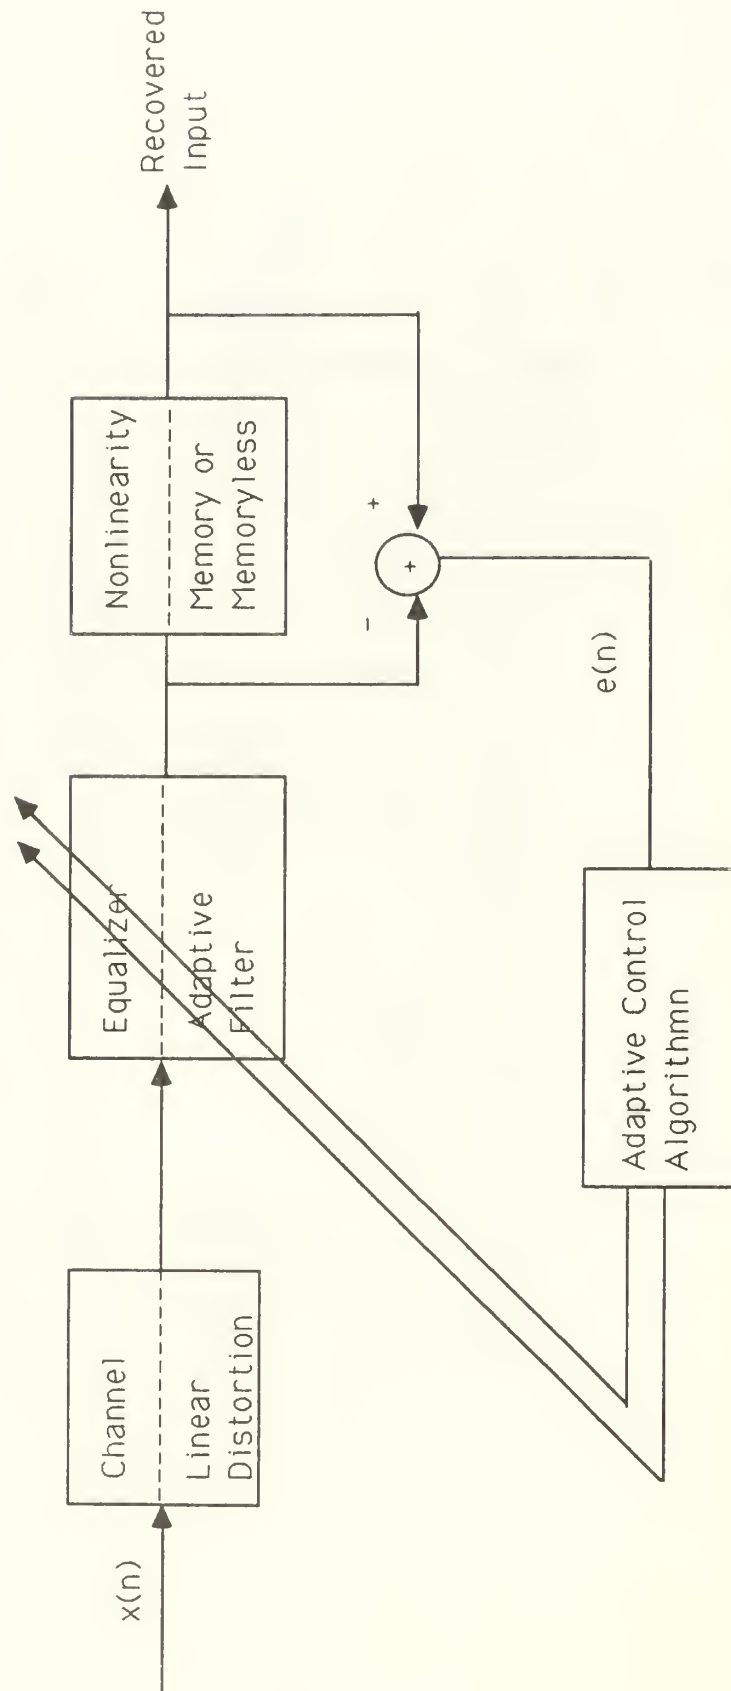 x(n)
Channel
Linear
Distortion
Equalizer
Adaptive
Filter
Nonlinearity
Memory or
Memoryless
Recovered
Input
-
+
+
e(n)
Adaptive Control
Algorithmn